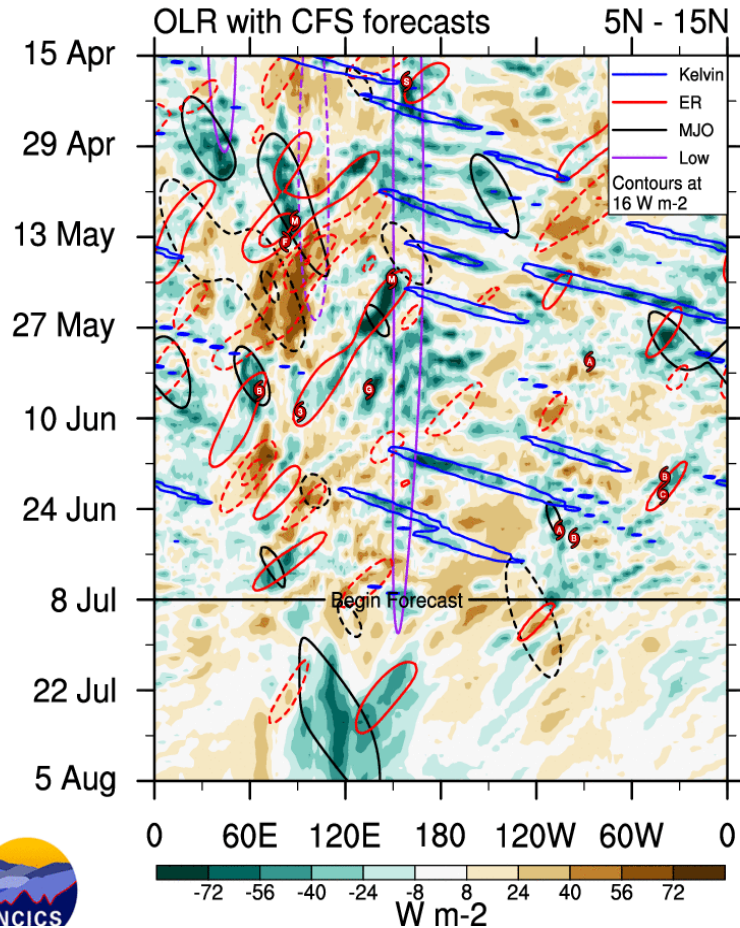 OLR with CFS forecasts 5N - 15N
15 Apr
29 Apr
13 May
27 May
10 Jun
24 Jun
8 Jul
22 Jul
5 Aug
Kelvin
ER
MJO
Low
Contours at
16 W m-2
S
M
F
M
A
B
3
G
B
C
A
B
Begin Forecast
0 60E 120E 180 120W 60W 0
-72 -56 -40 -24 -8 8 24 40 56 72
W m-2
NCICS